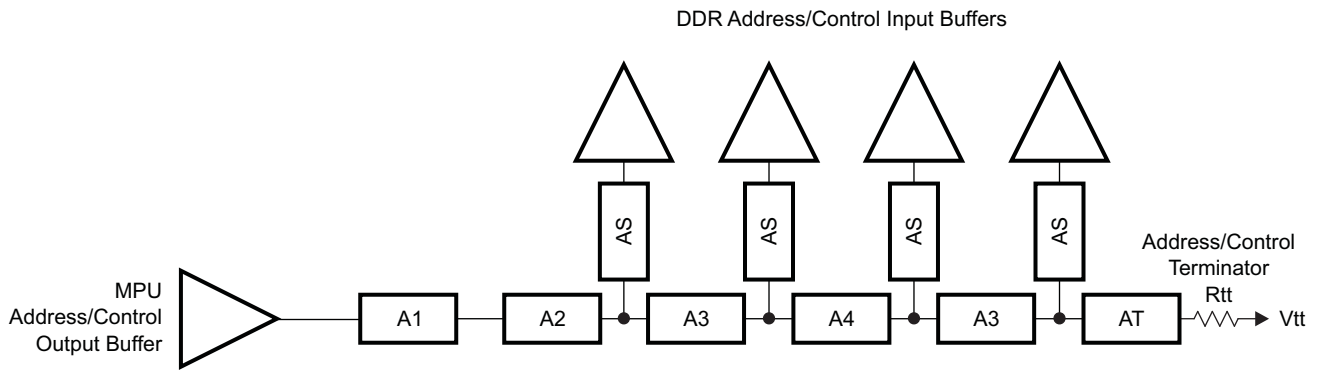 DDR Address/Control Input Buffers
AS
AS
AS
AS
Address/Control
Terminator
Rtt
MPU
Address/Control
Output Buffer
A1
A2
A3
A4
A3
AT
Vtt